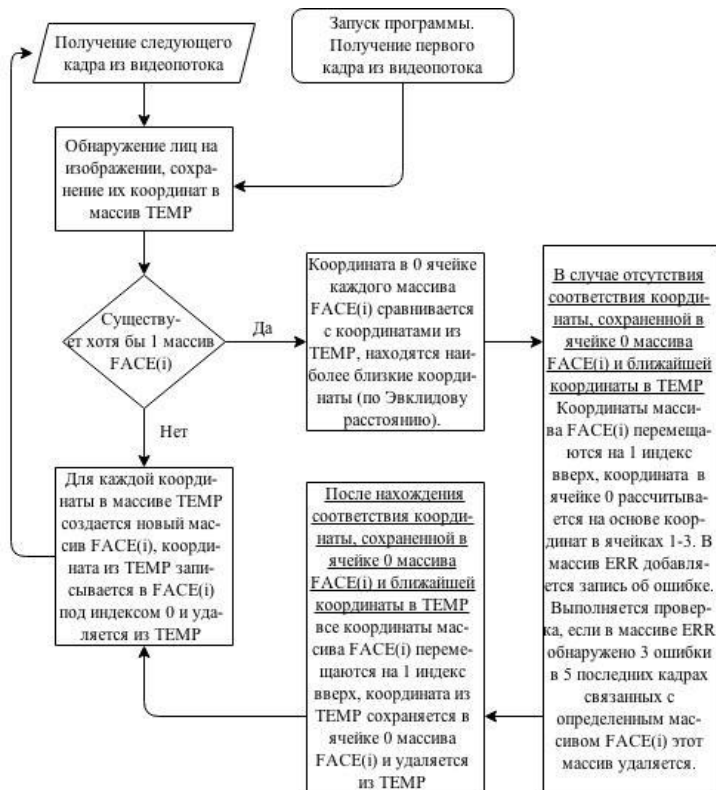 Получение следующего
кадра из видеопотока
Запуск программы.
Получение первого
кадра из видеопотока
Обнаружение лиц на
изображении, сохра-
нение их координат в
массив TEMP
Существу-
ет хотя бы 1 массив
FACE(i)
Да
Нет
Координата в 0 ячейке
каждого массива
FACE(i) сравнивается
с координатами из
TEMP, находятся наи-
более близкие коорди-
наты (по Эвклидову
расстоянию).
В случае отсутствия
соответствия коорди-
наты, сохраненной в
ячейке 0 массива
FACE(i) и ближайшей
координаты в TEMP
Координаты масси-
ва FACE(i) перемеща-
ются на 1 индекс
вверх, координата в
ячейке 0 рассчитыва-
ется на основе коор-
динат в ячейках 1-3. В
массив ERR добавля-
ется запись об ошибке.
Выполняется провер-
ка, если в массиве ERR
обнаружено 3 ошибки
в 5 последних кадрах
связанных с
определенным мас-
сивом FACE(i) этот
массив удаляется.
После нахождения
соответствия коорди-
наты, сохраненной в
ячейке 0 массива
FACE(i) и ближайшей
координаты в TEMP
все координаты мас-
сива FACE(i) переме-
щаются на 1 индекс
вверх, координата из
TEMP сохраняется в
ячейке 0 массива
FACE(i) и удаляется
из TEMP
Для каждой коорди-
наты в массиве TEMP
создается новый мас-
сив FACE(i), коорди-
ната из TEMP запи-
сывается в FACE(i)
под индексом 0 и уда-
ляется из TEMP